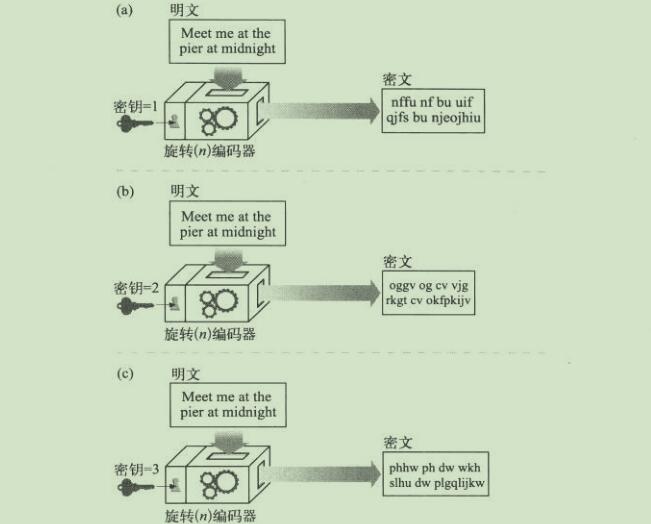 (a)
明文
Meet me at the
pier at midnight
密钥=1
旋转(n)编码器
密文
nffu nf bu uif
qjfs bu njeojhiu
(b)
明文
Meet me at the
pier at midnight
密钥=2
旋转(n)编码器
密文
oggv og cv vjg
rkgt cv okfpkijv
(c)
明文
Meet me at the
pier at midnight
密钥=3
旋转(n)编码器
密文
phhw ph dw wkh
slhu dw plgqlijkw